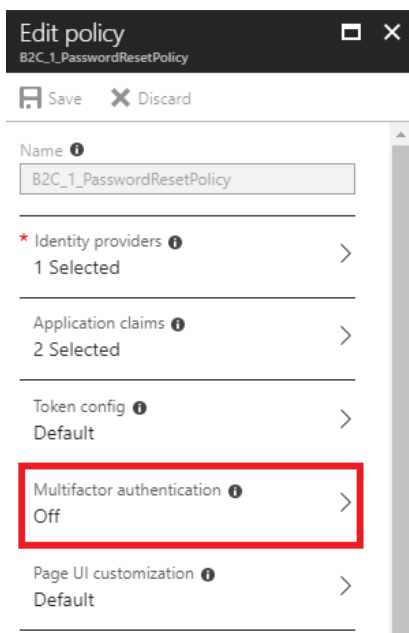 Edit policy
B2C_1_PasswordResetPolicy
Save Discard
Name
B2C_1_PasswordResetPolicy
* Identity providers
1 Selected
Application claims
2 Selected
Token config
Default
Multifactor authentication
Off
Page UI customization
Default